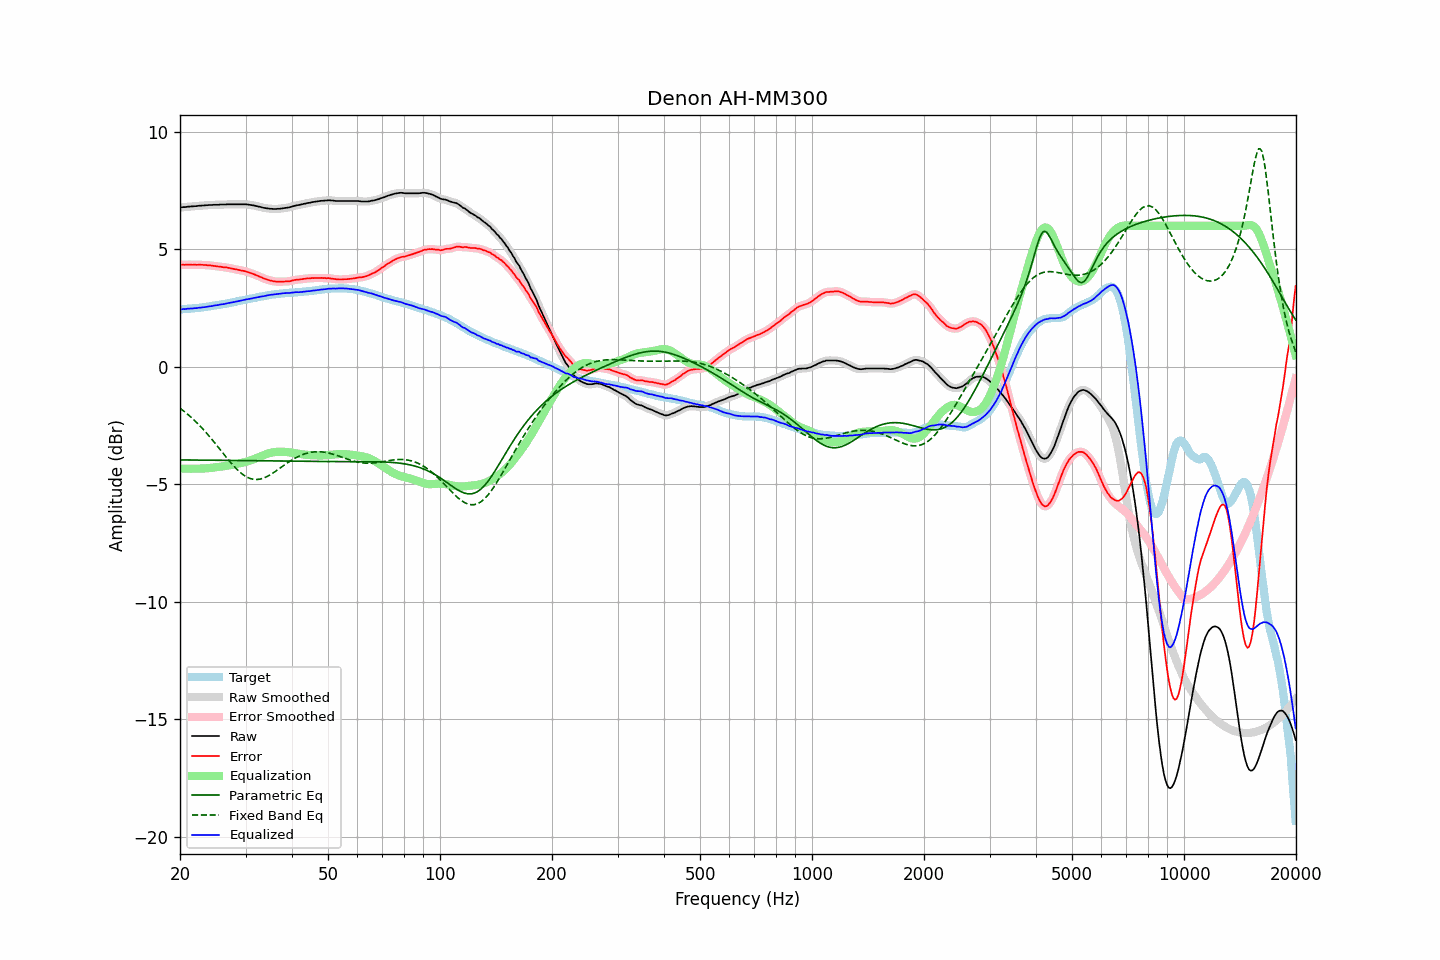 Denon AH-MM300
Amplitude (dBr)
10
5
0
−5
−10
−15
−20
Target
Raw Smoothed
Error Smoothed
Raw
Error
Equalization
Parametric Eq
Fixed Band Eq
Equalized
20 50 100 200 500 1000 2000 5000 10000 20000
Frequency (Hz)